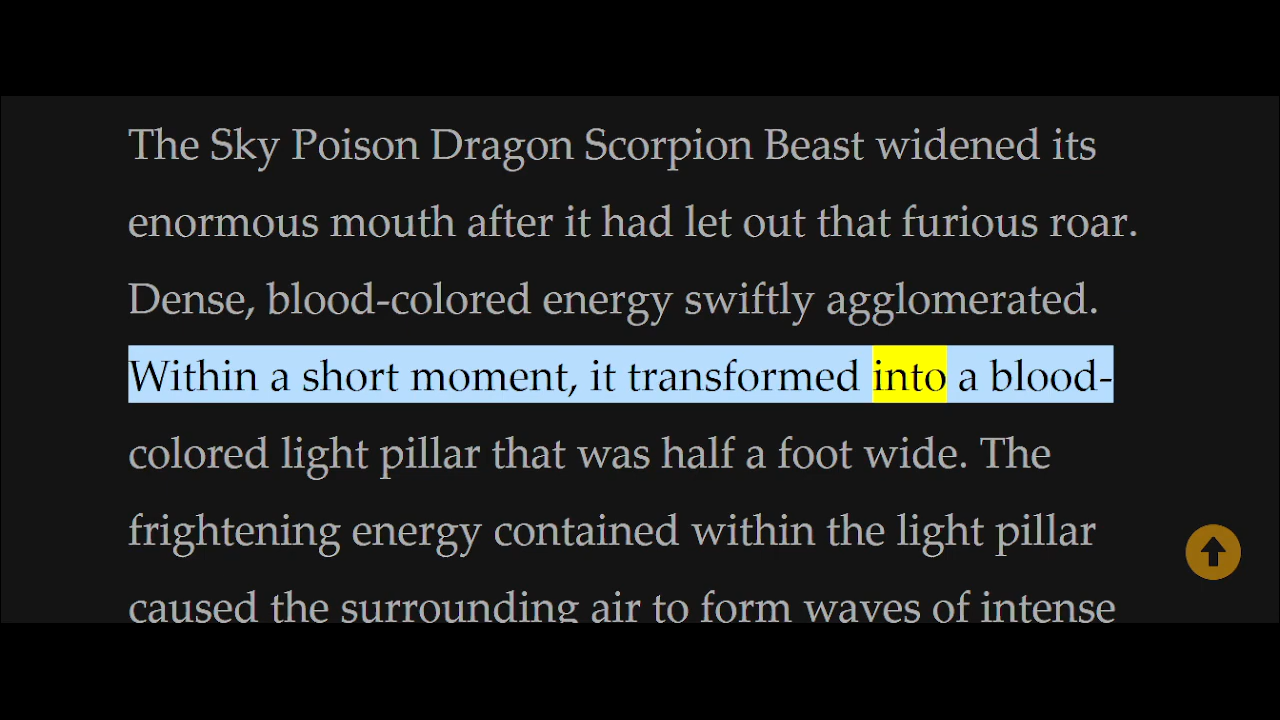 The Sky Poison Dragon Scorpion Beast widened its
enormous mouth after it had let out that furious roar.
Dense, blood-colored energy swiftly agglomerated.
Within a short moment, it transformed into a blood-
colored light pillar that was half a foot wide. The
frightening energy contained within the light pillar
caused the surrounding air to form waves of intense